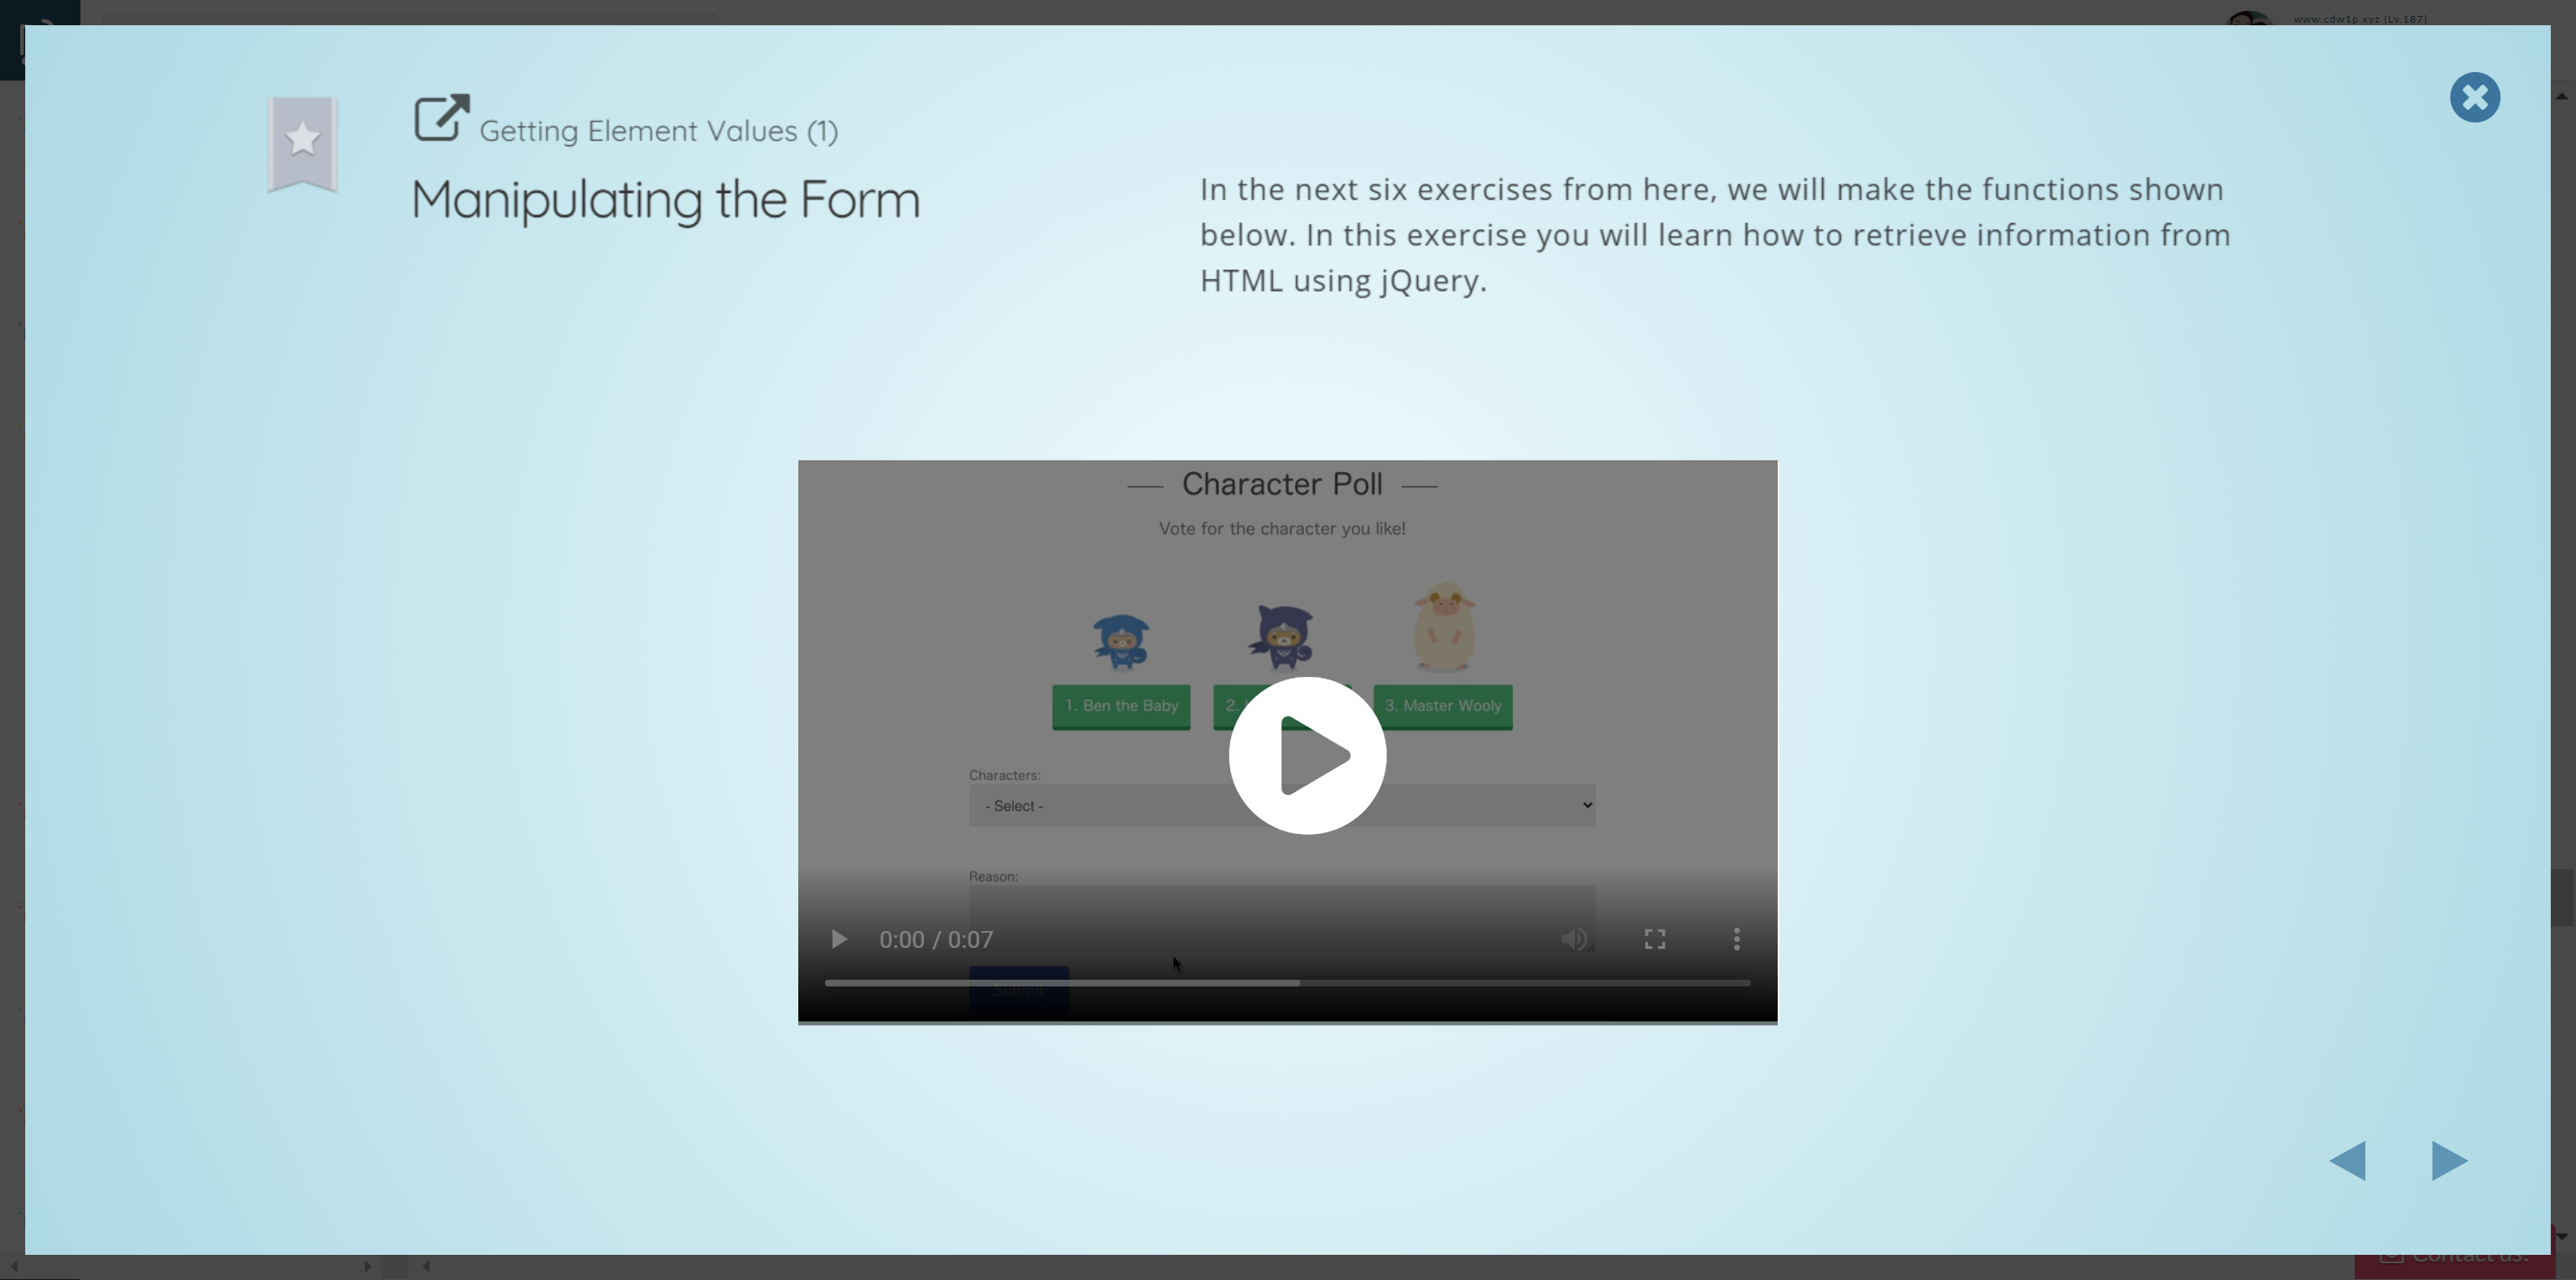 www.cdw1p.xyz (Lv.187)
Getting Element Values (1)
Manipulating the Form
In the next six exercises from here, we will make the functions shown
below. In this exercise you will learn how to retrieve information from
HTML using jQuery.
Character Poll
Vote for the character you like!
1. Ben the Baby
2.
3. Master Wooly
Characters:
- Select -
Reason:
0:00 / 0:07
Submit
Contact us!